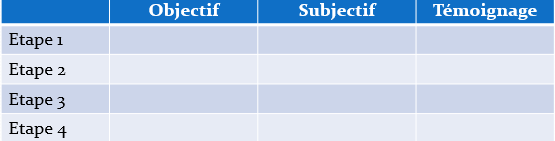 Objectif Subjectif Témoignage
Etape 1
Etape 2
Etape 3
Etape 4